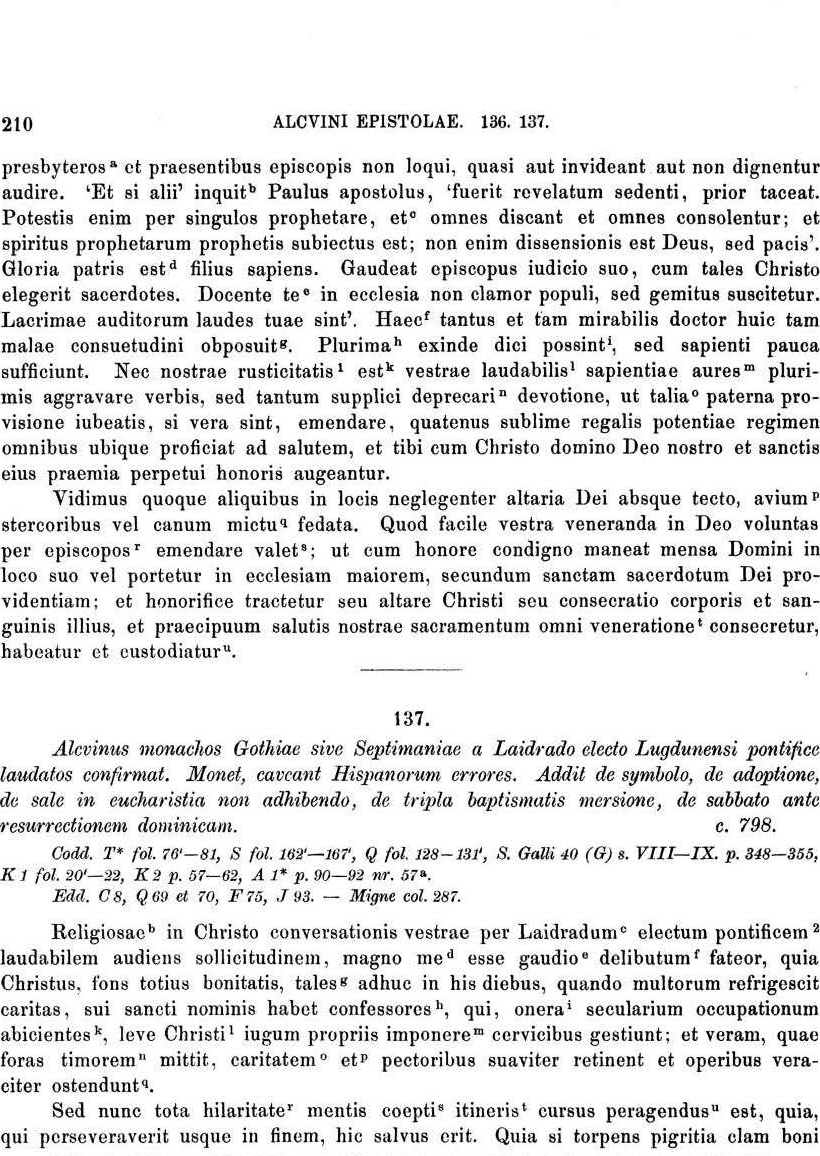 210 ALCVINI EPISTOLAE. 136. 137.
presbyteros ᵃ et praesentibus episcopis non loqui, quasi aut invideant aut non dignentur
audire. ‘Et si alii’ inquit ᵇ Paulus apostolus, ‘fuerit revelatum sedenti, prior taceat.
Potestis enim per singulos prophetare, et ᶜ omnes discant et omnes consolentur; et
spiritus prophetarum prophetis subiectus est; non enim dissensionis est Deus, sed pacis’.
Gloria patris est ᵈ filius sapiens. Gaudeat episcopus iudicio suo, cum tales Christo
elegerit sacerdotes. Docente te ᵉ in ecclesia non clamor populi, sed gemitus suscitetur.
Lacrimae auditorum laudes tuae sint’. Haec ᶠ tantus et tam mirabilis doctor huic tam
malae consuetudini obposuit ᵍ. Plurima ʰ exinde dici possint ⁱ, sed sapienti pauca
sufficiunt. Nec nostrae rusticitatis ¹ est ᵏ vestrae laudabilis ˡ sapientiae aures ᵐ pluri-
mis aggravare verbis, sed tantum supplici deprecari ⁿ devotione, ut talia ᵒ paterna pro-
visione iubeatis, si vera sint, emendare, quatenus sublime regalis potentiae regimen
omnibus ubique proficiat ad salutem, et tibi cum Christo domino Deo nostro et sanctis
eius praemia perpetui honoris augeantur.
Vidimus quoque aliquibus in locis neglegenter altaria Dei absque tecto, avium ᵖ
stercoribus vel canum mictu q fedata. Quod facile vestra veneranda in Deo voluntas
per episcopos ʳ emendare valet ˢ; ut cum honore condigno maneat mensa Domini in
loco suo vel portetur in ecclesiam maiorem, secundum sanctam sacerdotum Dei pro-
videntiam; et honorifice tractetur seu altare Christi seu consecratio corporis et san-
guinis illius, et praecipuum salutis nostrae sacramentum omni veneratione ᵗ consecretur,
habeatur et custodiatur ᵘ.
137.
Alcvinus monachos Gothiae sive Septimaniae a Laidrado electo Lugdunensi pontifice
laudatos confirmat. Monet, caveant Hispanorum errores. Addit de symbolo, de adoptione,
de sale in eucharistia non adhibendo, de tripla baptismatis mersione, de sabbato ante
resurrectionem dominicam. c. 798.
Codd. T* fol. 76'—81, S fol. 162'—167', Q fol. 128—131', S. Galli 40 (G) s. VIII—IX. p. 348—355,
K 1 fol. 20'—22, K 2 p. 57—62, A 1* p. 90—92 nr. 57ᵃ.
Edd. C 8, Q 69 et 70, F 75, J 93. — Migne col. 287.
Religiosae ᵇ in Christo conversationis vestrae per Laidradum ᶜ electum pontificem ²
laudabilem audiens sollicitudinem, magno me ᵈ esse gaudio ᵉ delibutum ᶠ fateor, quia
Christus, fons totius bonitatis, tales ᵍ adhuc in his diebus, quando multorum refrigescit
caritas, sui sancti nominis habet confessores ʰ, qui, onera ⁱ secularium occupationum
abicientes ᵏ, leve Christi ˡ iugum propriis imponere ᵐ cervicibus gestiunt; et veram, quae
foras timorem ⁿ mittit, caritatem ᵒ et ᵖ pectoribus suaviter retinent et operibus vera-
citer ostendunt q.
Sed nunc tota hilaritate ʳ mentis coepti ˢ itineris ᵗ cursus peragendus ᵘ est, quia,
qui perseveraverit usque in finem, hic salvus erit. Quia si torpens pigritia clam boni